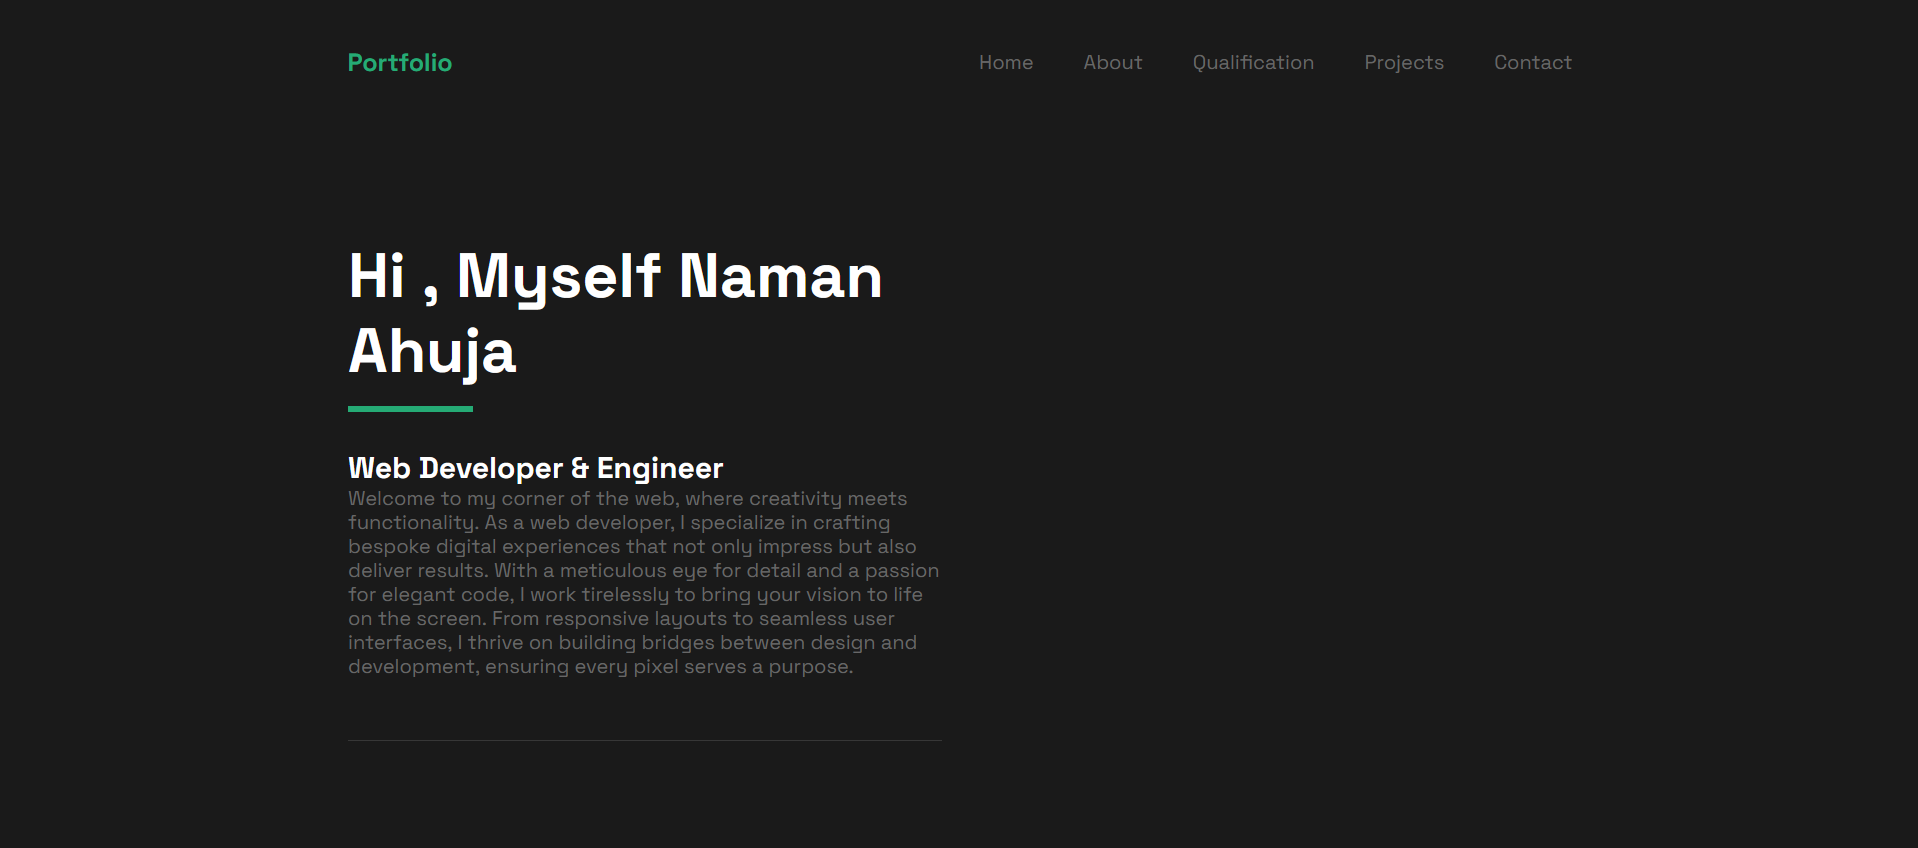 Portfolio
Home About Qualification Projects Contact
Hi , Myself Naman
Ahuja
Web Developer & Engineer
Welcome to my corner of the web, where creativity meets
functionality. As a web developer, I specialize in crafting
bespoke digital experiences that not only impress but also
deliver results. With a meticulous eye for detail and a passion
for elegant code, I work tirelessly to bring your vision to life
on the screen. From responsive layouts to seamless user
interfaces, I thrive on building bridges between design and
development, ensuring every pixel serves a purpose.